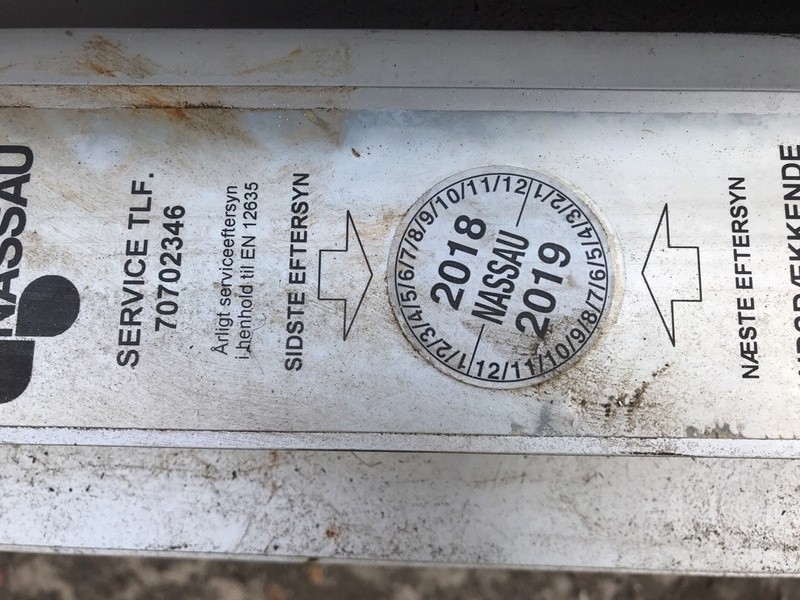 NASSAU
SERVICE TLF.
70702346
Årligt serviceeftersyn
i henhold til EN 12635
SIDSTE EFTERSYN
1/2/3/4/5/6/7/8/9/10/11/12
2018
NASSAU
2019
1/2/3/4/5/6/7/8/9/10/11/12
NÆSTE EFTERSYN